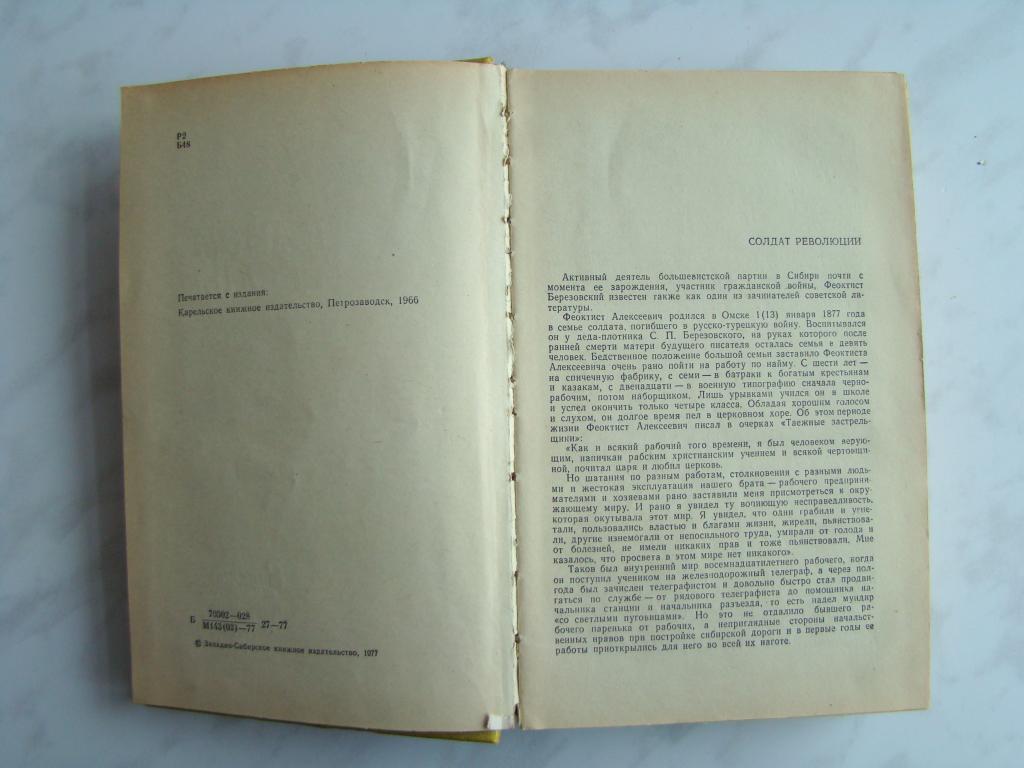 Р2
Б48
Печатается с издания:
Карельское книжное издательство, Петрозаводск, 1966
Б 70302—028
М143(03)—77 27—77
© Западно-Сибирское книжное издательство, 1977
СОЛДАТ РЕВОЛЮЦИИ
Активный деятель большевистской партии в Сибири почти с
момента ее зарождения, участник гражданской войны, Феоктист
Березовский известен также как один из зачинателей советской ли-
тературы.
Феоктист Алексеевич родился в Омске 1(13) января 1877 года
в семье солдата, погибшего в русско-турецкую войну. Воспитывался
он у деда-плотника С. П. Березовского, на руках которого после
ранней смерти матери будущего писателя осталась семья в девять
человек. Бедственное положение большой семьи заставило Феоктиста
Алексеевича очень рано пойти на работу по найму. С шести лет —
на спичечную фабрику, с семи — в батраки к богатым крестьянам
и казакам, с двенадцати — в военную типографию сначала черно-
рабочим, потом наборщиком. Лишь урывками учился он в школе
и успел окончить только четыре класса. Обладая хорошим голосом
и слухом, он долгое время пел в церковном хоре. Об этом периоде
жизни Феоктист Алексеевич писал в очерках «Таежные застрель-
щики»:
«Как и всякий рабочий того времени, я был человеком верую-
щим, напичкан рабским христианским учением и всякой чертовщи-
ной, почитал царя и любил церковь.
Но шатания по разным работам, столкновения с разными людь-
ми и жестокая эксплуатация нашего брата — рабочего предприни-
мателями и хозяевами рано заставили меня присмотреться к окру-
жающему миру. И рано я увидел ту вопиющую несправедливость,
которая окутывала этот мир. Я увидел, что одни грабили и угне-
тали, пользовались властью и благами жизни, жирели, пьянствова-
ли, другие изнемогали от непосильного труда, умирали от голода и
от болезней, не имели никаких прав и тоже пьянствовали. Мне
казалось, что просвета в этом мире нет никакого».
Таков был внутренний мир восемнадцатилетнего рабочего, когда
он поступил учеником на железнодорожный телеграф, а через пол-
года был зачислен телеграфистом и довольно быстро стал продви-
гаться по службе — от рядового телеграфиста до помощника на-
чальника станции и начальника разъезда, то есть надел мундир
«со светлыми пуговицами». Но это не отдалило бывшего ра-
бочего паренька от рабочих, а неприглядные стороны начальст-
венных нравов при постройке сибирской дороги и в первые годы ее
работы приоткрылись для него во всей их наготе.